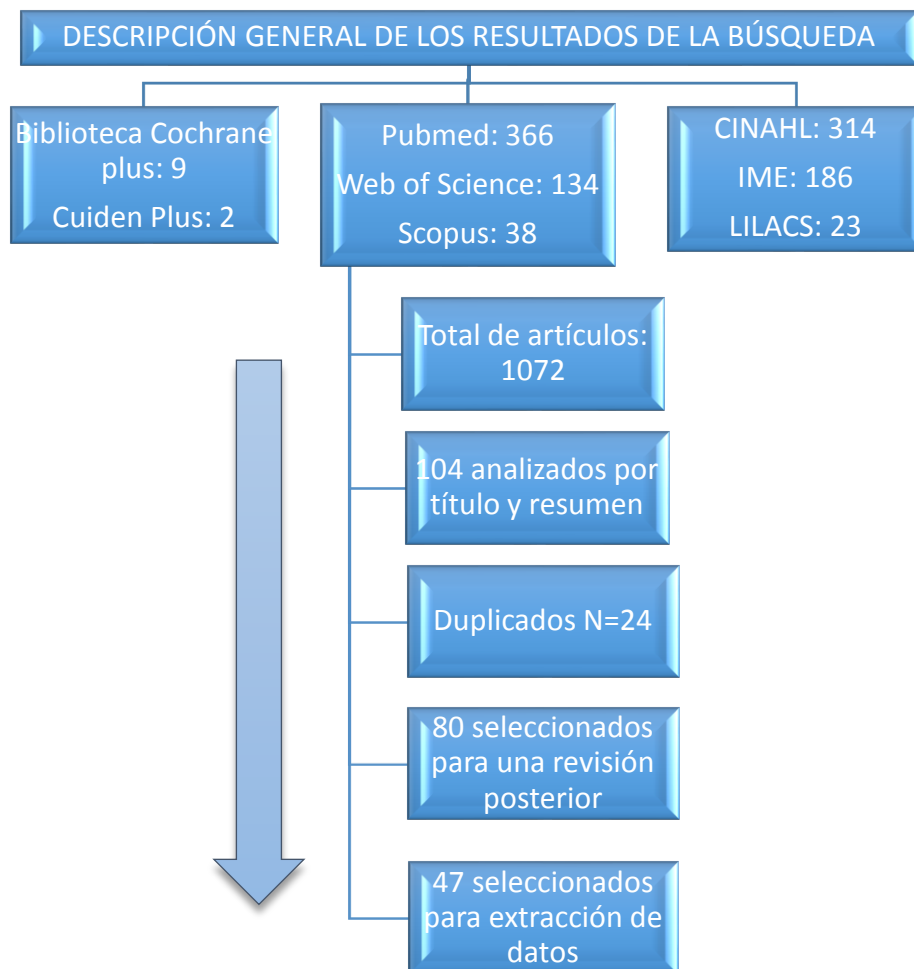 DESCRIPCIÓN GENERAL DE LOS RESULTADOS DE LA BÚSQUEDA
Biblioteca Cochrane
plus: 9
Cuiden Plus: 2
Pubmed: 366
Web of Science: 134
Scopus: 38
CINAHL: 314
IME: 186
LILACS: 23
Total de artículos:
1072
104 analizados por
título y resumen
Duplicados N=24
80 seleccionados
para una revisión
posterior
47 seleccionados
para extracción de
datos